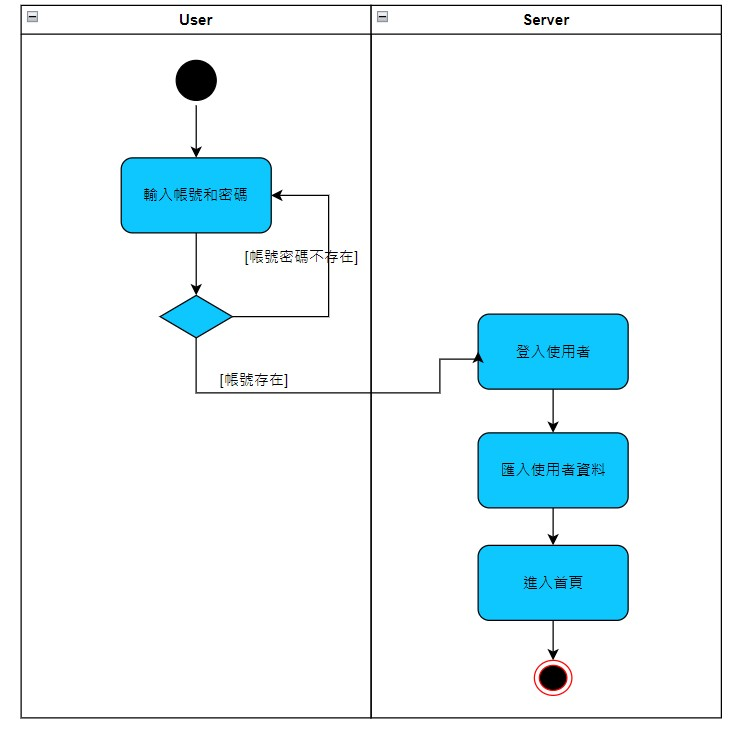 User
Server
輸入帳號和密碼
[帳號密碼不存在]
登入使用者
[帳號存在]
匯入使用者資料
進入首頁